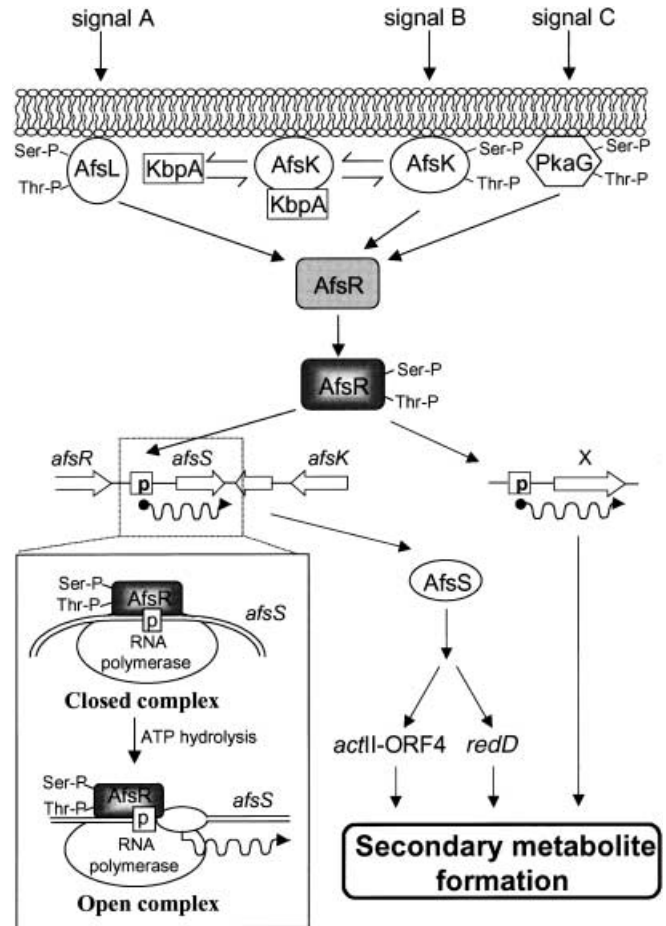 signal A signal B signal C
Ser-P
Thr-P
AfsL
KbpA
AfsK
KbpA
AfsK
Ser-P
Thr-P
PkaG
Ser-P
Thr-P
AfsR
AfsR
Ser-P
Thr-P
afsR afsS afsK
p
X
p
Ser-P
Thr-P
AfsR
afsS
p
RNA
polymerase
Closed complex
ATP hydrolysis
Ser-P
Thr-P
AfsR
afsS
p
RNA
polymerase
Open complex
AfsS
actII-ORF4 redD
Secondary metabolite
formation